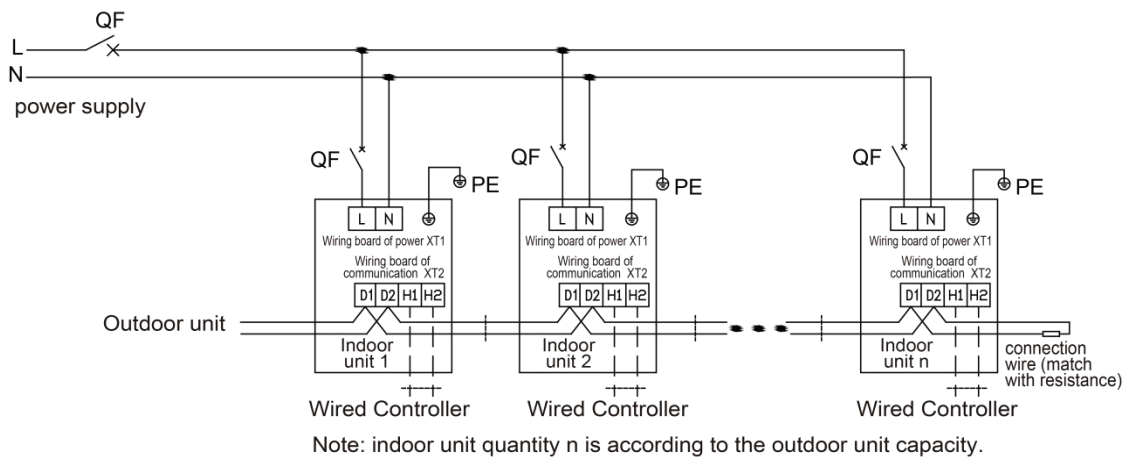 QF
L
N
power supply
QF
PE
QF
PE
QF
PE
L N
L N
L N
Wiring board of power XT1
Wiring board of power XT1
Wiring board of power XT1
Wiring board of
communication XT2
Wiring board of
communication XT2
Wiring board of
communication XT2
D1 D2 H1 H2
D1 D2 H1 H2
D1 D2 H1 H2
Outdoor unit
Indoor
unit 1
Indoor
unit 2
Indoor
unit n
connection
wire (match
with resistance)
Wired Controller
Wired Controller
Wired Controller
Note: indoor unit quantity n is according to the outdoor unit capacity.